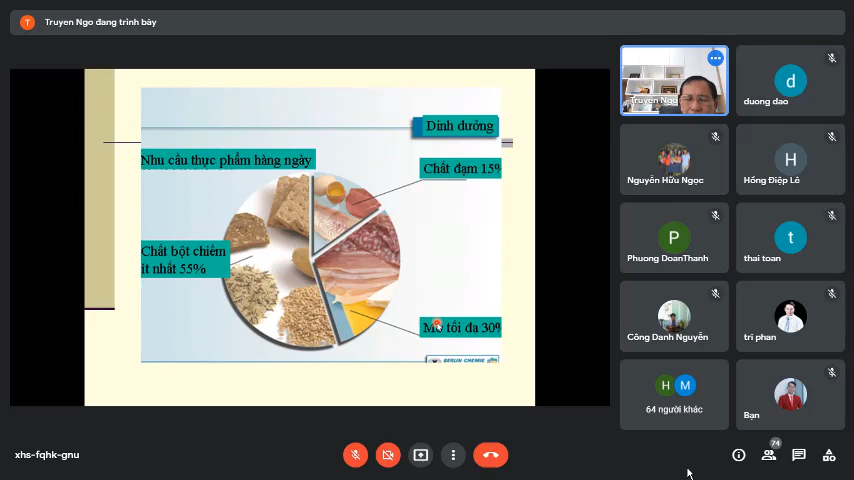 T
Truyen Ngo đang trình bày
Dinh dưỡng
Nhu cầu thực phẩm hàng ngày
Chất đạm 15%
Chất bột chiếm
ít nhất 55%
Mỡ tối đa 30%
BERLIN-CHEMIE
Truyen Ngo
d
duong dao
Nguyễn Hữu Ngọc
H
Hồng Điệp Lê
P
Phuong DoanThanh
t
thai toan
Công Danh Nguyễn
tri phan
H M
64 người khác
Bạn
xhs-fqhk-gnu
74